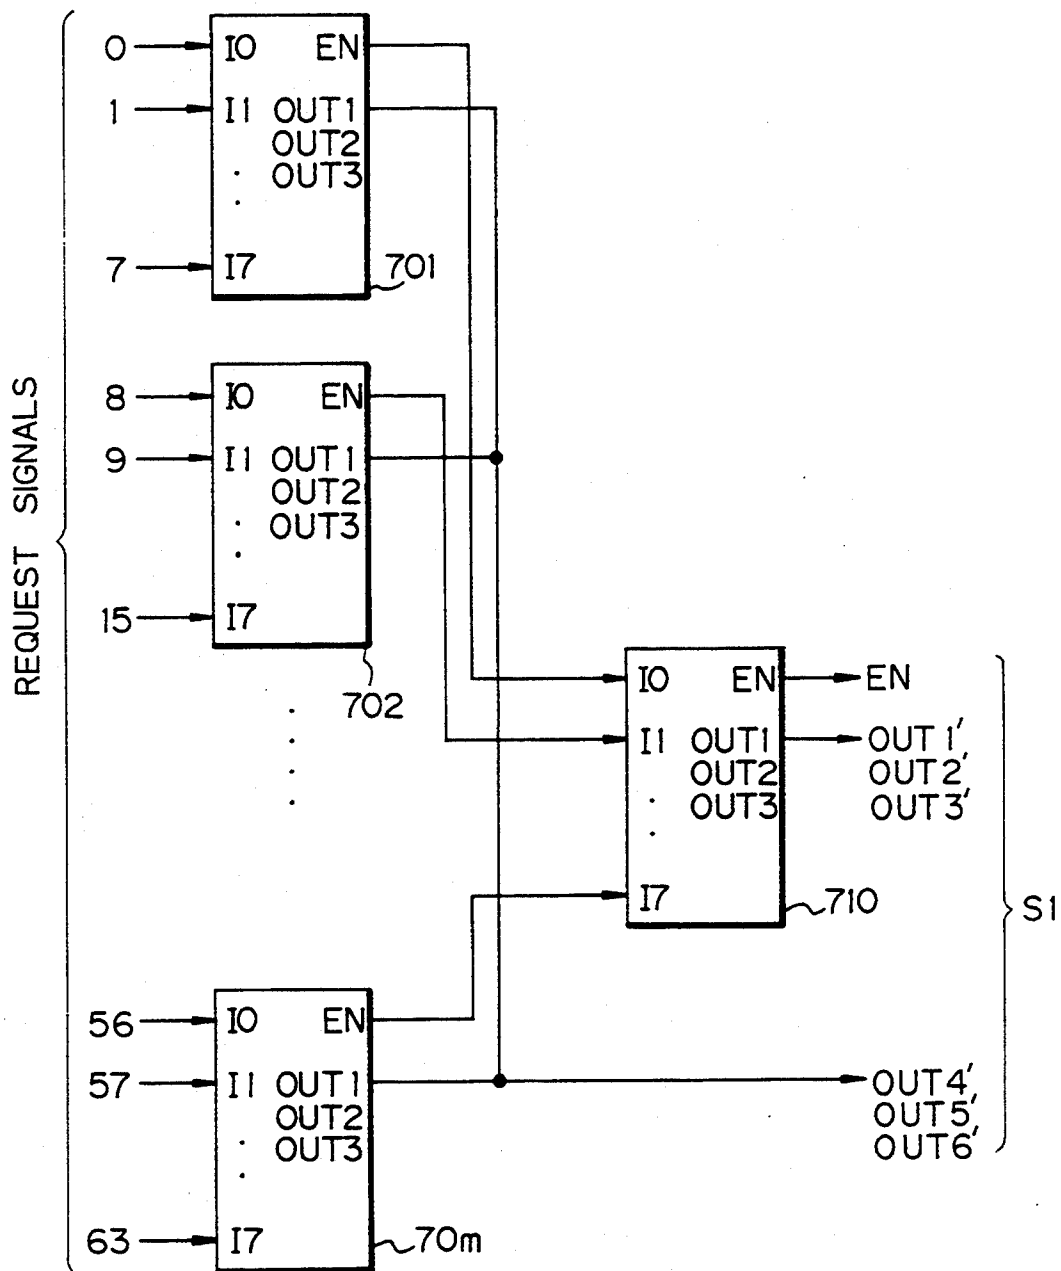 REQUEST SIGNALS
0 I0 EN
1 I1 OUT1
OUT2
OUT3
7 I7
701
8 I0 EN
9 I1 OUT1
OUT2
OUT3
15 I7
702
I0 EN EN
I1 OUT1 OUT1'
OUT2 OUT2'
OUT3 OUT3'
I7
710
S1
56 I0 EN
57 I1 OUT1 OUT4'
OUT2 OUT5'
OUT3 OUT6'
63 I7
70m